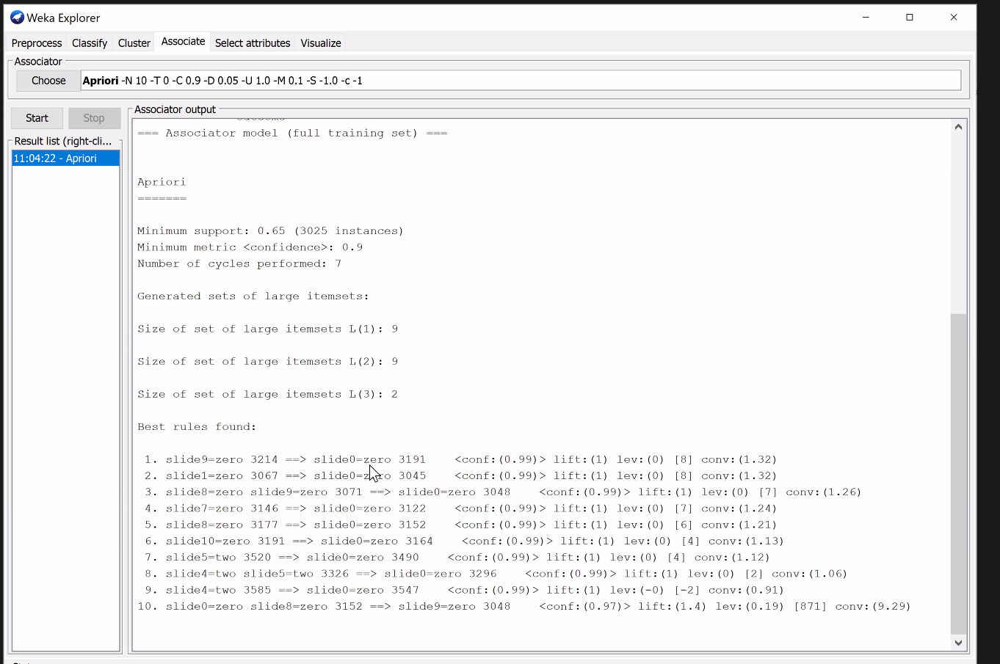 Weka Explorer
Preprocess Classify Cluster Associate Select attributes Visualize
Associator
Choose Apriori -N 10 -T 0 -C 0.9 -D 0.05 -U 1.0 -M 0.1 -S -1.0 -c -1
Start Stop
Associator output
Result list (right-cli...
11:04:22 - Apriori
=== Associator model (full training set) ===
Apriori
=======
Minimum support: 0.65 (3025 instances)
Minimum metric <confidence>: 0.9
Number of cycles performed: 7
Generated sets of large itemsets:
Size of set of large itemsets L(1): 9
Size of set of large itemsets L(2): 9
Size of set of large itemsets L(3): 2
Best rules found:
1. slide9=zero 3214 ==> slide0=zero 3191 <conf:(0.99)> lift:(1) lev:(0) [8] conv:(1.32)
2. slide1=zero 3067 ==> slide0=zero 3045 <conf:(0.99)> lift:(1) lev:(0) [8] conv:(1.32)
3. slide8=zero slide9=zero 3071 ==> slide0=zero 3048 <conf:(0.99)> lift:(1) lev:(0) [7] conv:(1.26)
4. slide7=zero 3146 ==> slide0=zero 3122 <conf:(0.99)> lift:(1) lev:(0) [7] conv:(1.24)
5. slide8=zero 3177 ==> slide0=zero 3152 <conf:(0.99)> lift:(1) lev:(0) [6] conv:(1.21)
6. slide10=zero 3191 ==> slide0=zero 3164 <conf:(0.99)> lift:(1) lev:(0) [4] conv:(1.13)
7. slide5=two 3520 ==> slide0=zero 3490 <conf:(0.99)> lift:(1) lev:(0) [4] conv:(1.12)
8. slide4=two slide5=two 3326 ==> slide0=zero 3296 <conf:(0.99)> lift:(1) lev:(0) [2] conv:(1.06)
9. slide4=two 3585 ==> slide0=zero 3547 <conf:(0.99)> lift:(1) lev:(-0) [-2] conv:(0.91)
10. slide0=zero slide8=zero 3152 ==> slide9=zero 3048 <conf:(0.97)> lift:(1.4) lev:(0.19) [871] conv:(9.29)